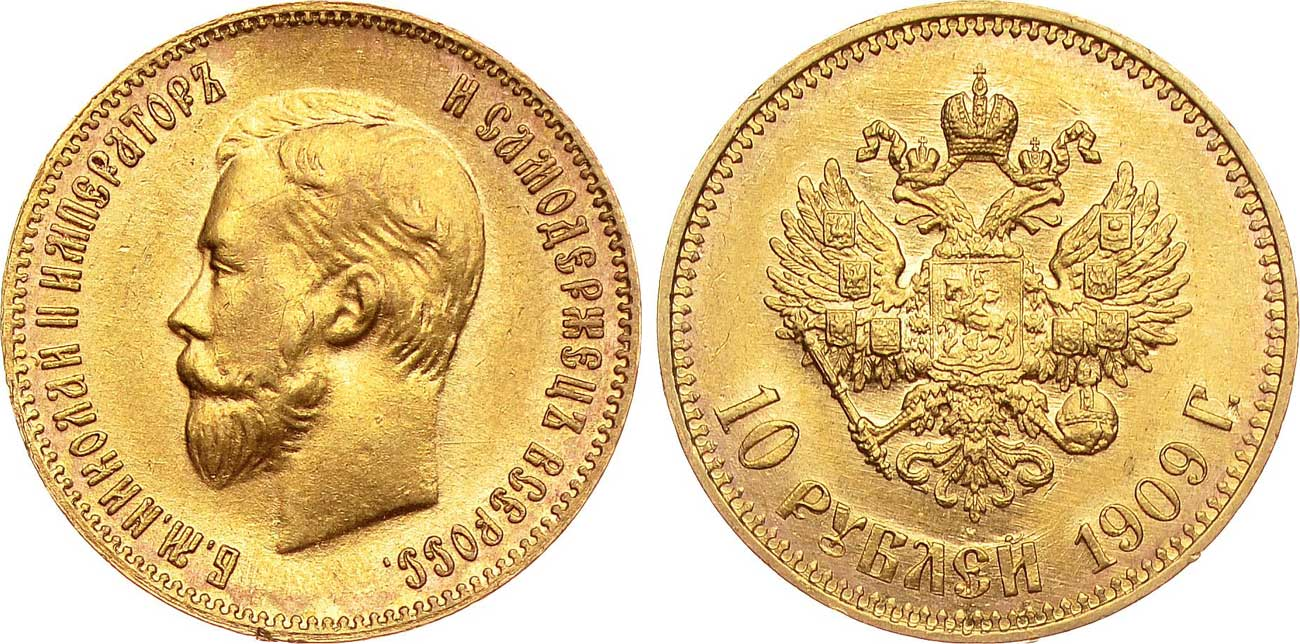 Б. М. НИКОЛАЙ II ИМПЕРАТОРЪ И САМОДЕРЖЕЦЪ ВСЕРОСС.
10 РУБЛЕЙ 1909 Г.